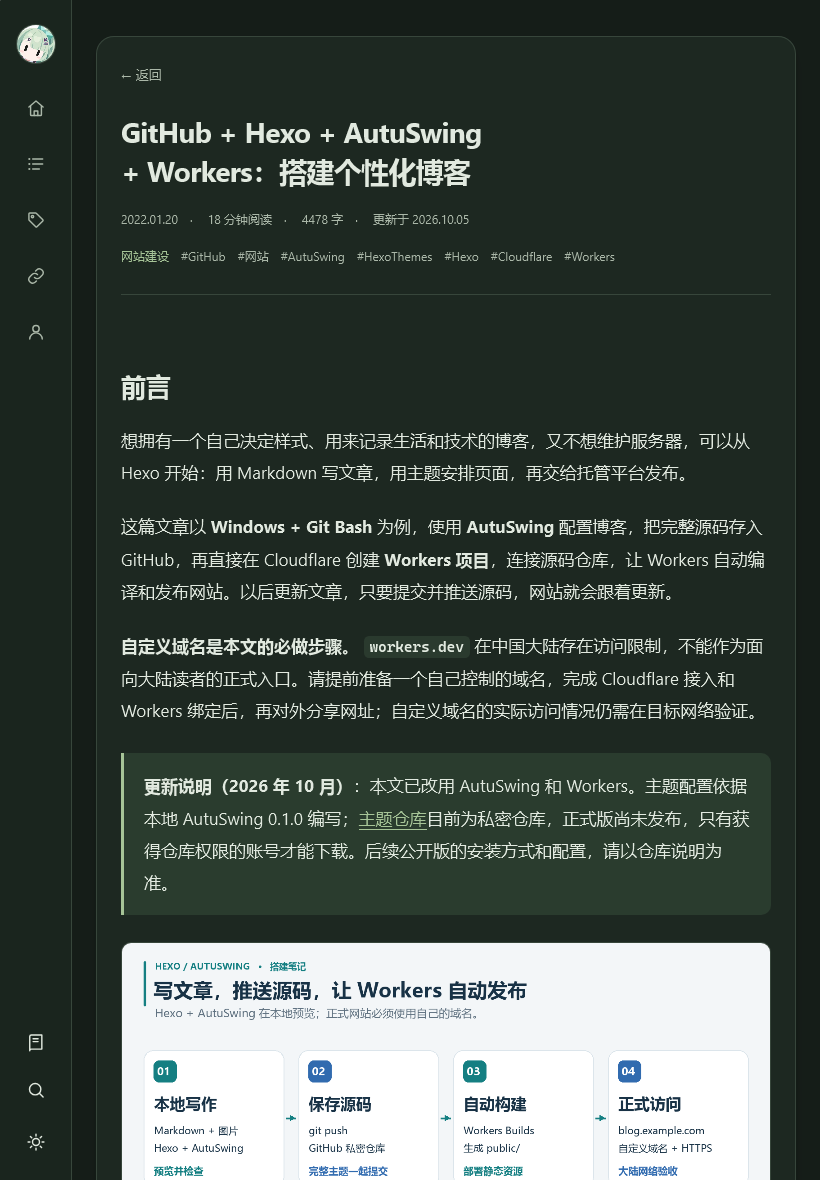 ← 返回
GitHub + Hexo + AutuSwing
+ Workers：搭建个性化博客
2022.01.20 · 18 分钟阅读 · 4478 字 · 更新于 2026.10.05
网站建设 #GitHub #网站 #AutuSwing #HexoThemes #Hexo #Cloudflare #Workers
前言
想拥有一个自己决定样式、用来记录生活和技术的博客，又不想维护服务器，可以从
Hexo 开始：用 Markdown 写文章，用主题安排页面，再交给托管平台发布。
这篇文章以 Windows + Git Bash 为例，使用 AutuSwing 配置博客，把完整源码存入
GitHub，再直接在 Cloudflare 创建 Workers 项目，连接源码仓库，让 Workers 自动编
译和发布网站。以后更新文章，只要提交并推送源码，网站就会跟着更新。
自定义域名是本文的必做步骤。 workers.dev 在中国大陆存在访问限制，不能作为面
向大陆读者的正式入口。请提前准备一个自己控制的域名，完成 Cloudflare 接入和
Workers 绑定后，再对外分享网址；自定义域名的实际访问情况仍需在目标网络验证。
更新说明（2026 年 10 月）：本文已改用 AutuSwing 和 Workers。主题配置依据
本地 AutuSwing 0.1.0 编写；主题仓库目前为私密仓库，正式版尚未发布，只有获
得仓库权限的账号才能下载。后续公开版的安装方式和配置，请以仓库说明为
准。
HEXO / AUTUSWING · 搭建笔记
写文章，推送源码，让 Workers 自动发布
Hexo + AutuSwing 在本地预览；正式网站必须使用自己的域名。
01
本地写作
Markdown + 图片
Hexo + AutuSwing
预览并检查
02
保存源码
git push
GitHub 私密仓库
完整主题一起提交
03
自动构建
Workers Builds
生成 public/
部署静态资源
04
正式访问
blog.example.com
自定义域名 + HTTPS
大陆网络验收